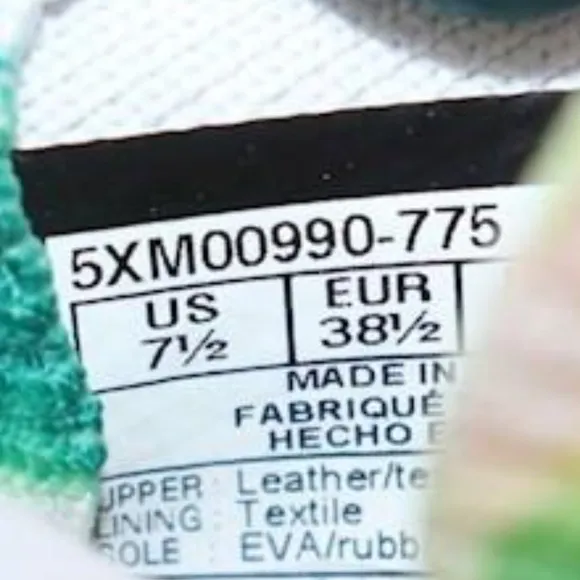 5XM00990-775
US EUR
7½ 38½
MADE IN
FABRIQUÉ
HECHO
UPPER : Leather/te
LINING : Textile
SOLE : EVA/rubb